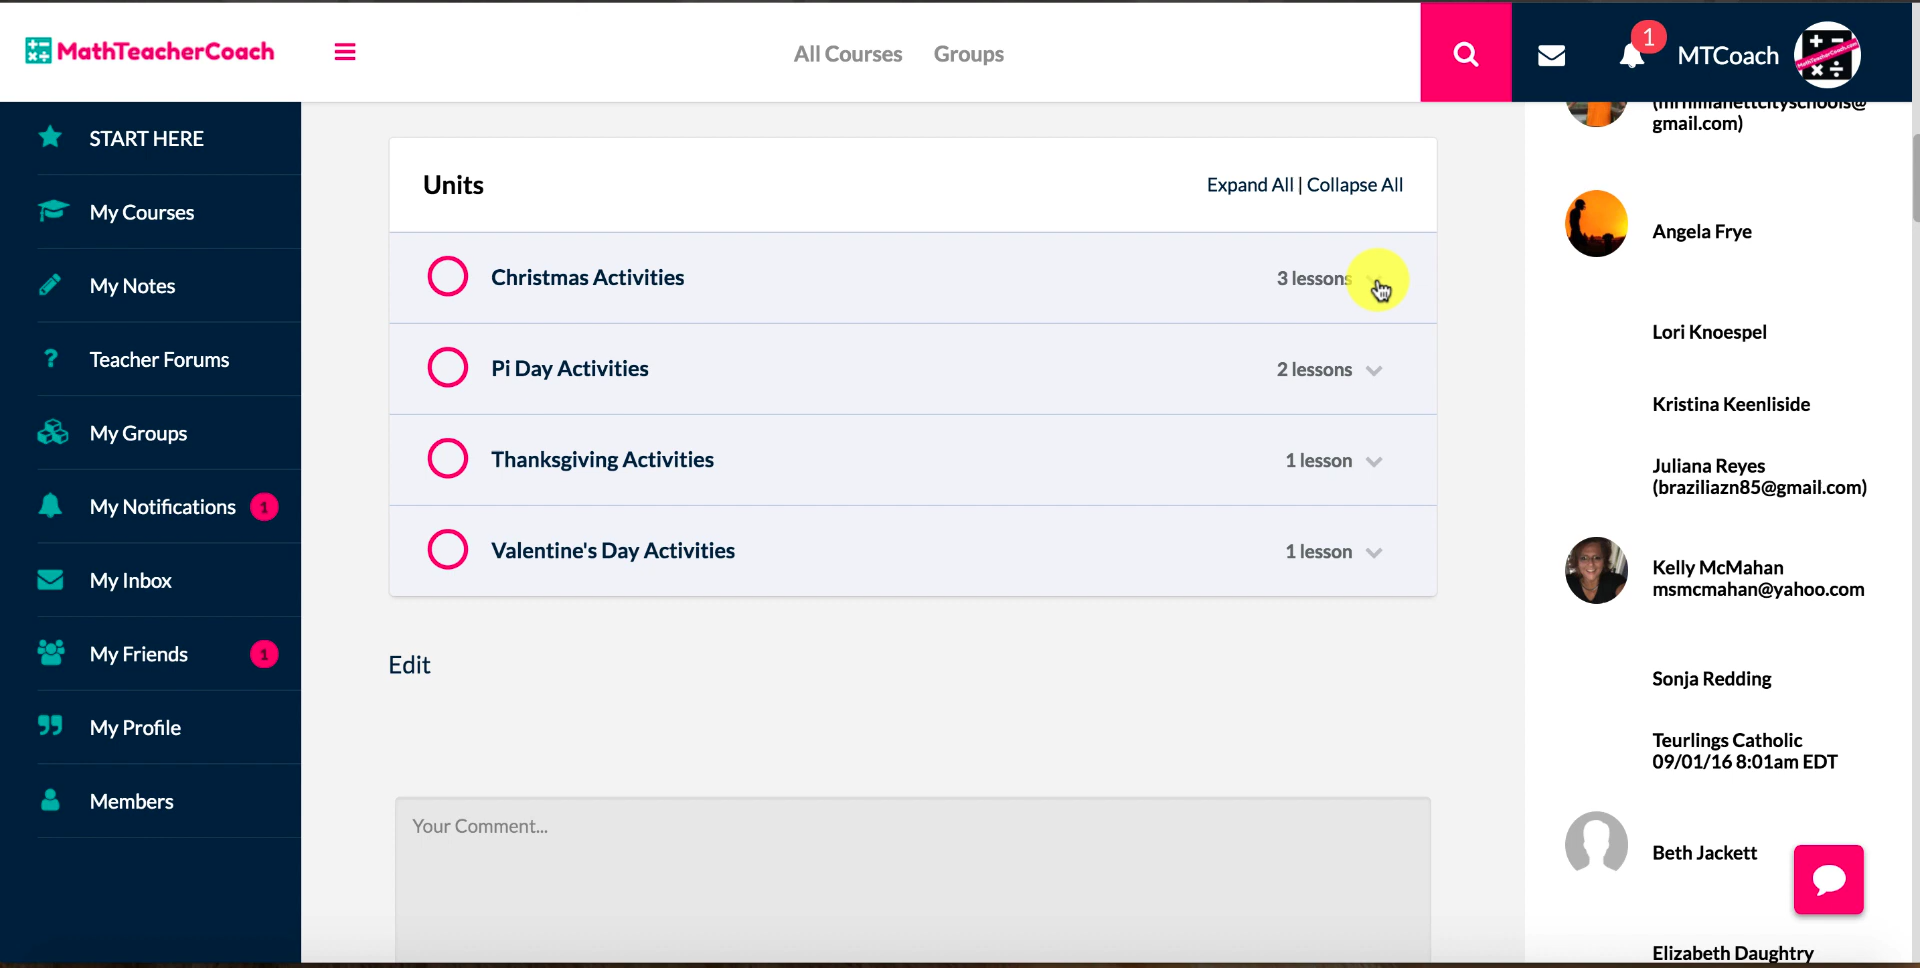 MathTeacherCoach
All Courses
Groups
1
MTCoach
START HERE
My Courses
My Notes
Teacher Forums
My Groups
My Notifications 1
My Inbox
My Friends 1
My Profile
Members
Units
Expand All | Collapse All
Christmas Activities
3 lessons
Pi Day Activities
2 lessons
Thanksgiving Activities
1 lesson
Valentine's Day Activities
1 lesson
Edit
Your Comment...
gmail.com)
Angela Frye
Lori Knoespel
Kristina Keenliside
Juliana Reyes
(braziliazn85@gmail.com)
Kelly McMahan
msmcmahan@yahoo.com
Sonja Redding
Teurlings Catholic
09/01/16 8:01am EDT
Beth Jackett
Elizabeth Daughtry